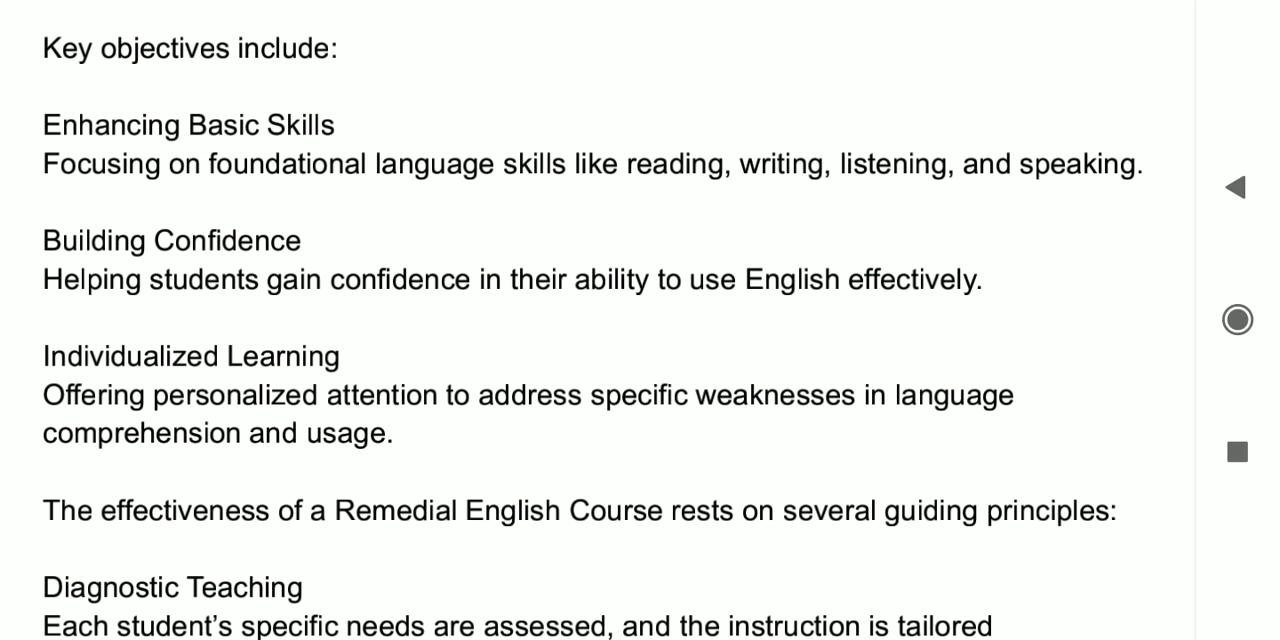 Key objectives include:
Enhancing Basic Skills
Focusing on foundational language skills like reading, writing, listening, and speaking.
Building Confidence
Helping students gain confidence in their ability to use English effectively.
Individualized Learning
Offering personalized attention to address specific weaknesses in language
comprehension and usage.
The effectiveness of a Remedial English Course rests on several guiding principles:
Diagnostic Teaching
Each student’s specific needs are assessed, and the instruction is tailored